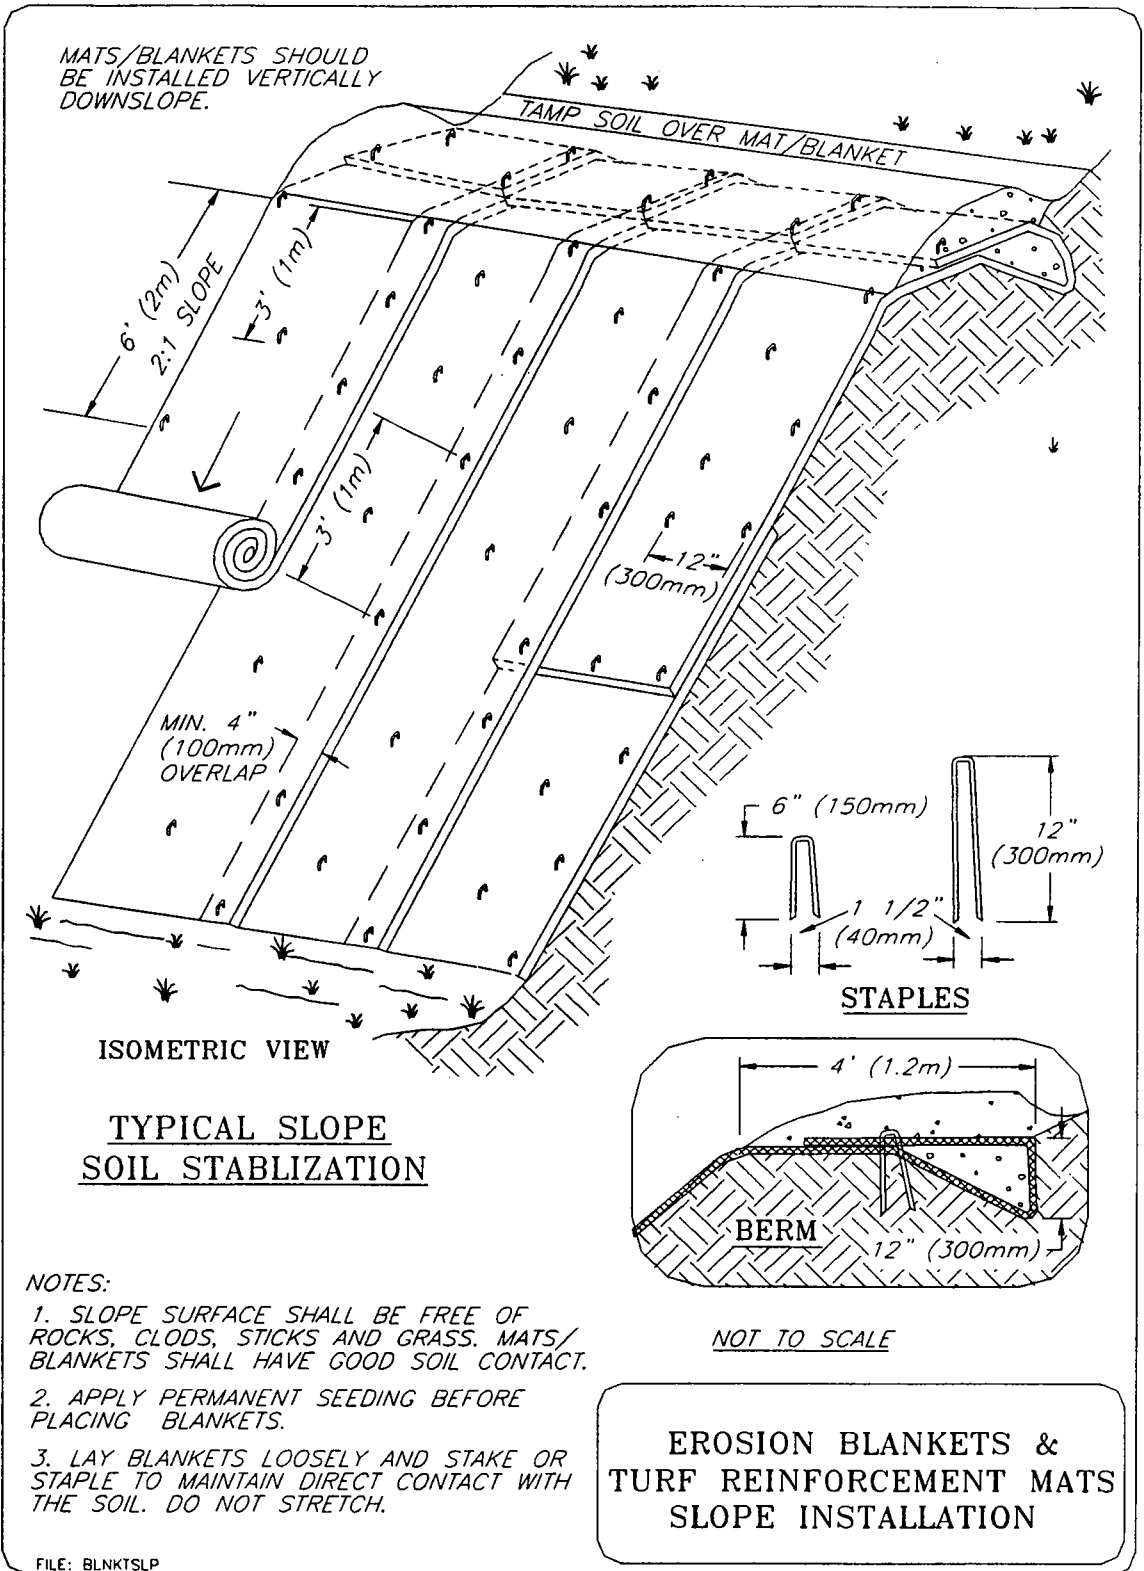 MATS/BLANKETS SHOULD
BE INSTALLED VERTICALLY
DOWNSLOPE.
TAMP SOIL OVER MAT/BLANKET
6' (2m)
2:1 SLOPE
3' (1m)
3' (1m)
12"
(300mm)
MIN. 4"
(100mm)
OVERLAP
6" (150mm)
12"
(300mm)
1 1/2"
(40mm)
STAPLES
ISOMETRIC VIEW
TYPICAL SLOPE
SOIL STABLIZATION
4' (1.2m)
BERM
12" (300mm)
NOT TO SCALE
NOTES:
1. SLOPE SURFACE SHALL BE FREE OF
ROCKS, CLODS, STICKS AND GRASS. MATS/
BLANKETS SHALL HAVE GOOD SOIL CONTACT.
2. APPLY PERMANENT SEEDING BEFORE
PLACING BLANKETS.
3. LAY BLANKETS LOOSELY AND STAKE OR
STAPLE TO MAINTAIN DIRECT CONTACT WITH
THE SOIL. DO NOT STRETCH.
EROSION BLANKETS &
TURF REINFORCEMENT MATS
SLOPE INSTALLATION
FILE: BLNKTSLP